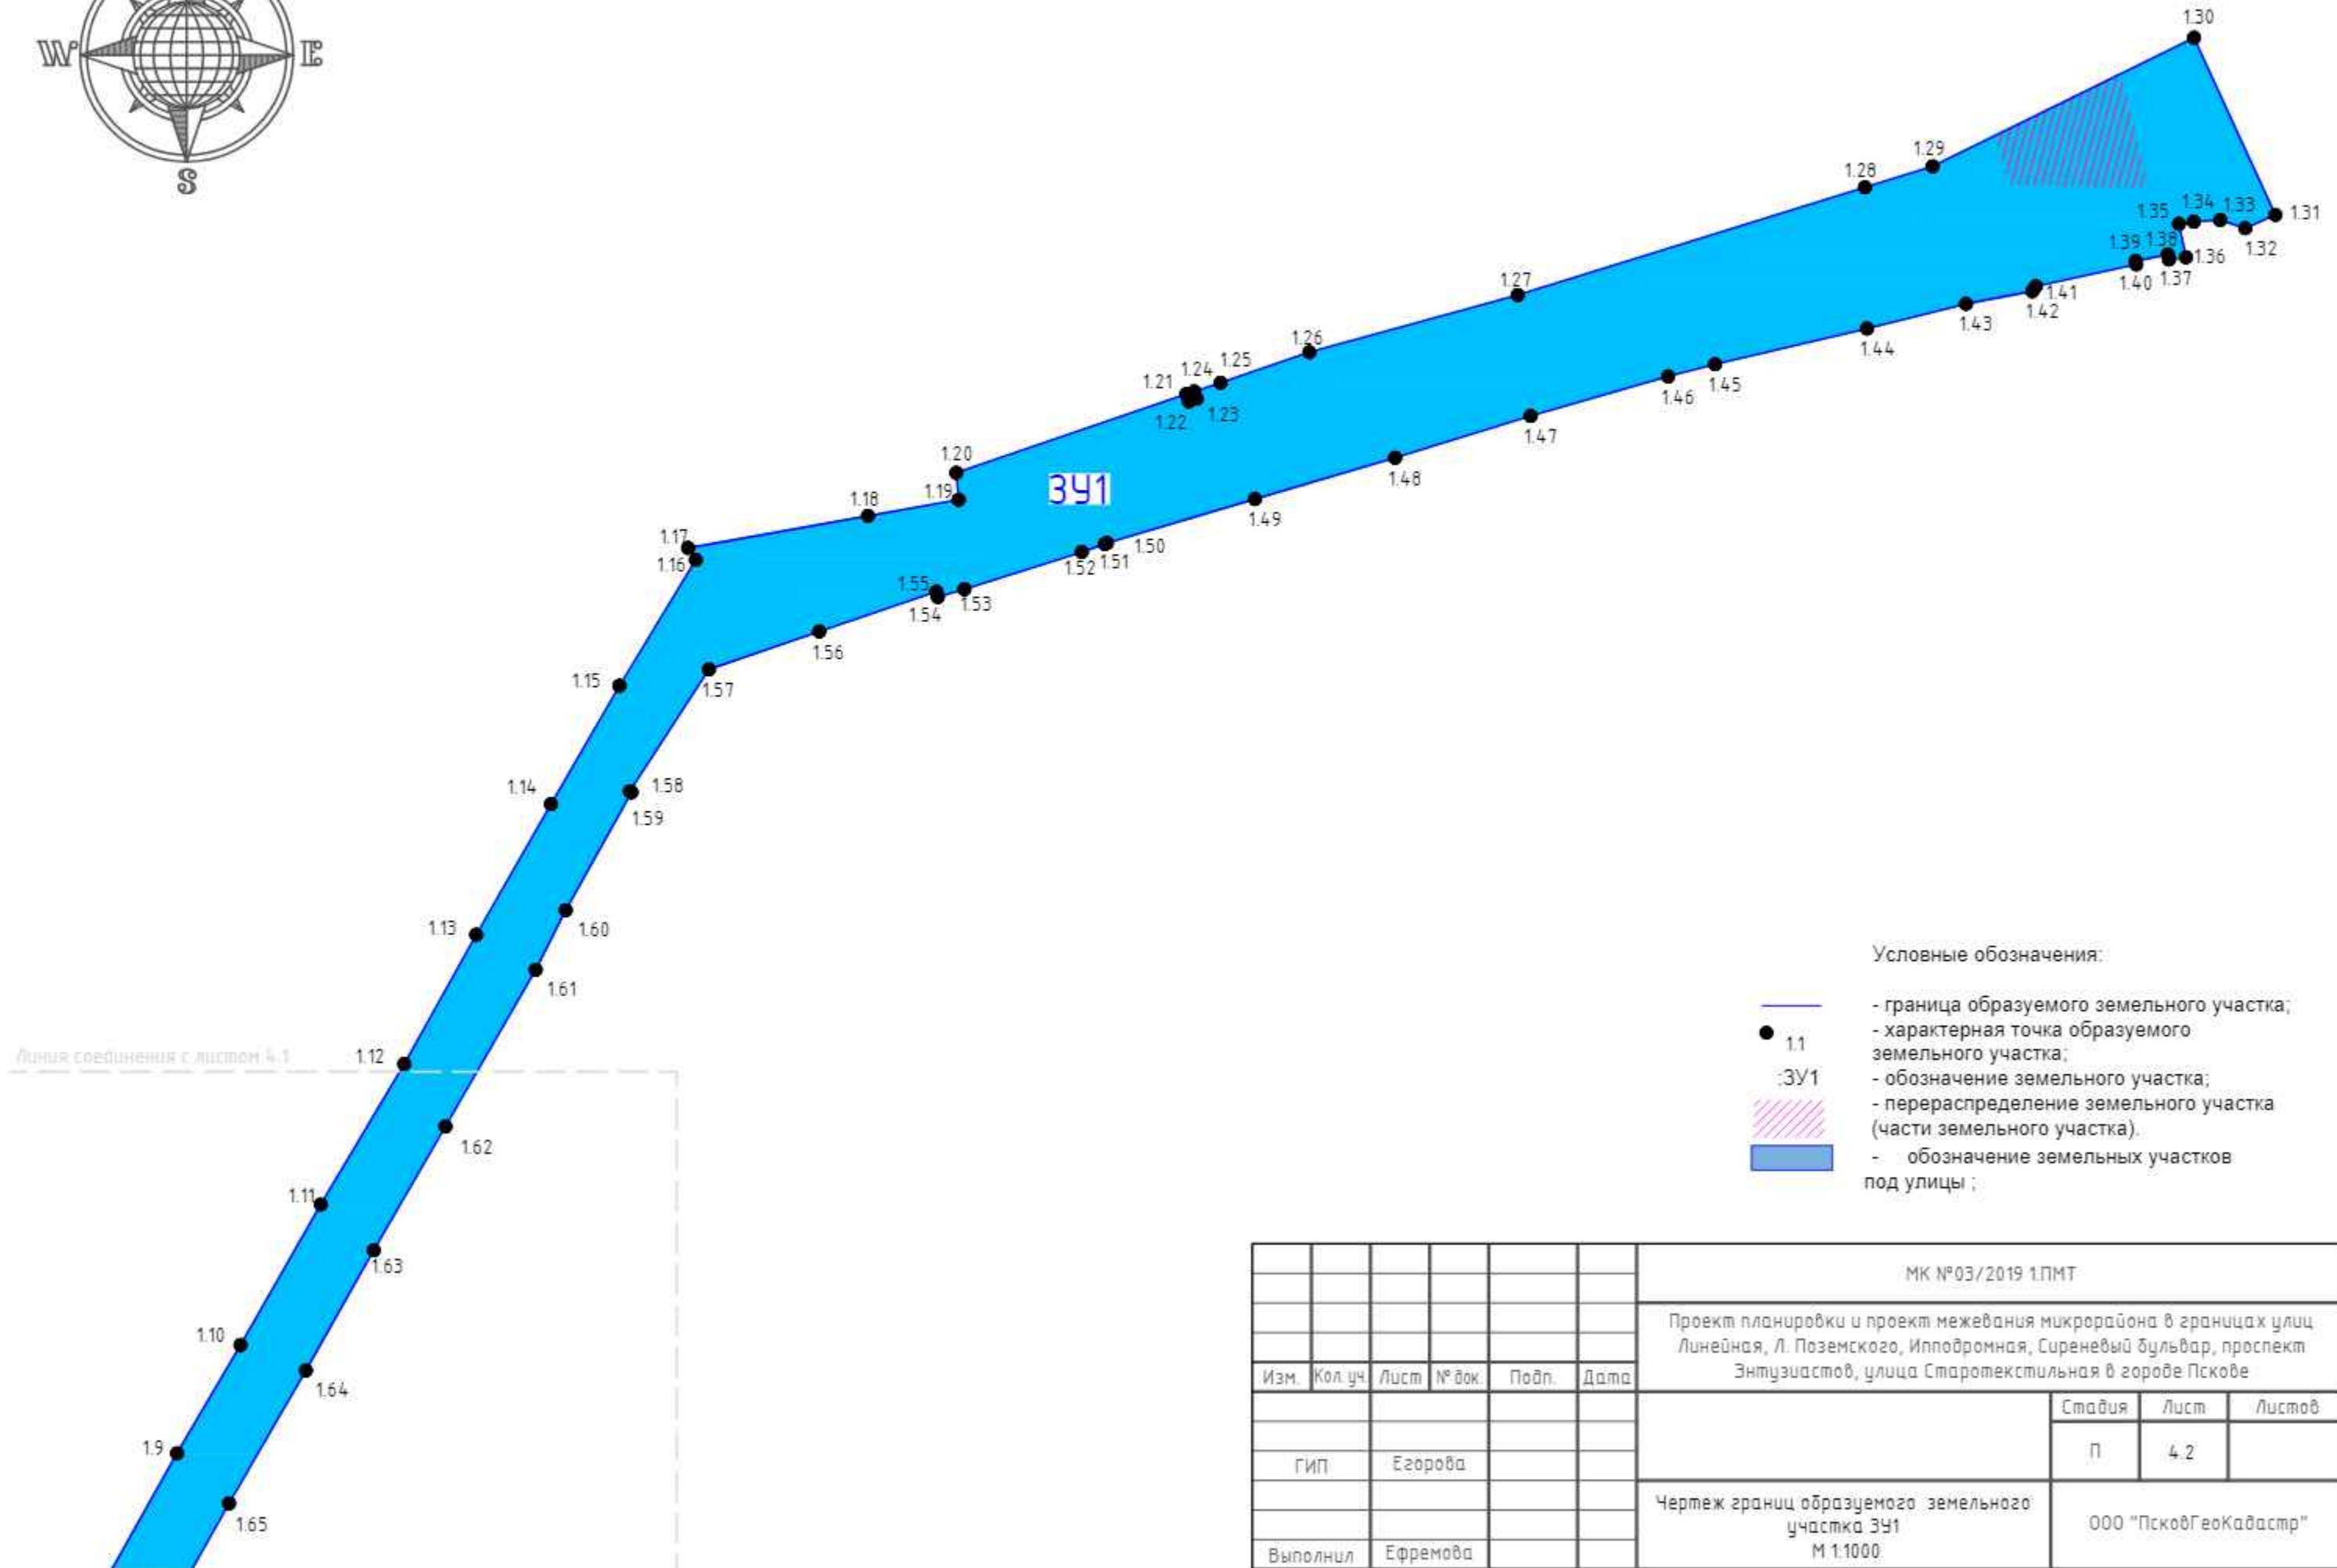 W
E
S
1.30
1.29
1.28
1.35
1.34
1.33
1.31
1.32
1.39
1.38
1.36
1.40
1.37
1.41
1.42
1.27
1.43
1.44
1.26
1.45
1.25
1.24
1.46
1.21
1.23
1.22
1.47
1.20
1.48
ЗУ1
1.19
1.18
1.49
1.17
1.50
1.16
1.51
1.52
1.55
1.53
1.54
1.56
1.15
1.57
1.14
1.58
1.59
1.13
1.60
1.61
Линия соединения с листом 4.1
1.12
1.62
1.11
1.63
1.10
1.64
1.9
1.65
Условные обозначения:
- граница образуемого земельного участка;
1.1
- характерная точка образуемого
земельного участка;
:ЗУ1 - обозначение земельного участка;
- перераспределение земельного участка
(части земельного участка).
- обозначение земельных участков
под улицы ;
МК №03/2019 1.ПМТ
Проект планировки и проект межевания микрорайона в границах улиц
Линейная, Л. Поземского, Ипподромная, Сиреневый бульвар, проспект
Энтузиастов, улица Старотекстильная в городе Пскове
Изм. Кол. уч. Лист № док. Подп. Дата
Стадия Лист Листов
П 4.2
ГИП Егорова
Чертеж границ образуемого земельного
участка ЗУ1
М 1:1000
ООО "ПсковГеоКадастр"
Выполнил Ефремова